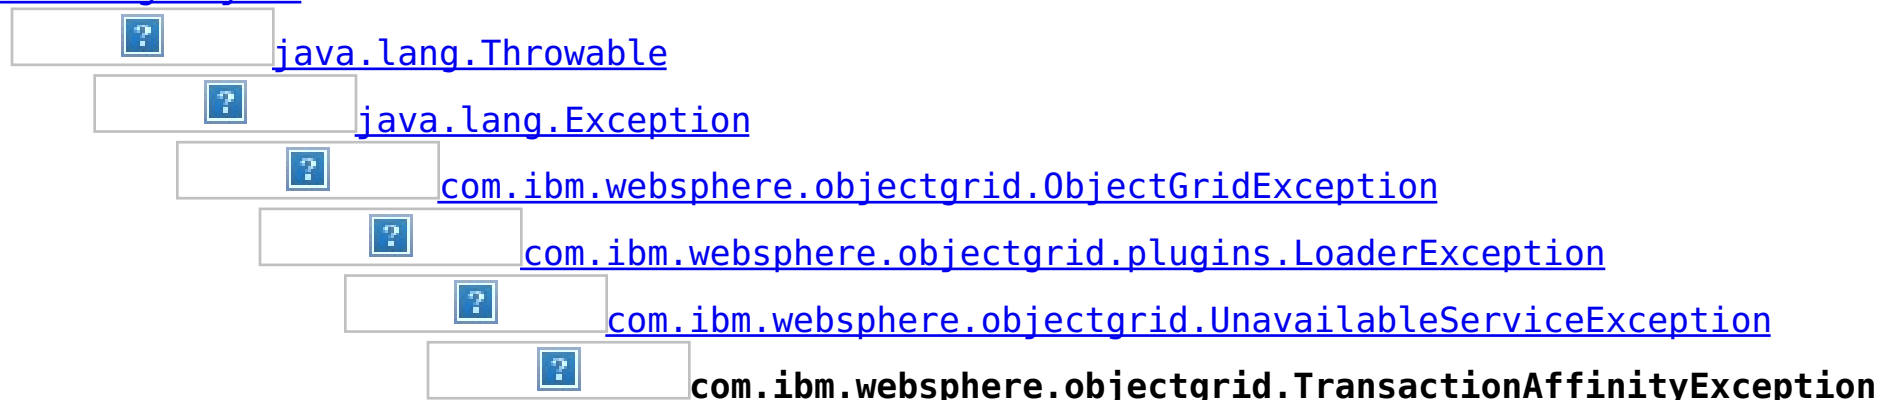 java.lang.Throwable
java.lang.Exception
com.ibm.websphere.objectgrid.ObjectGridException
com.ibm.websphere.objectgrid.plugins.LoaderException
com.ibm.websphere.objectgrid.UnavailableServiceException
com.ibm.websphere.objectgrid.TransactionAffinityException